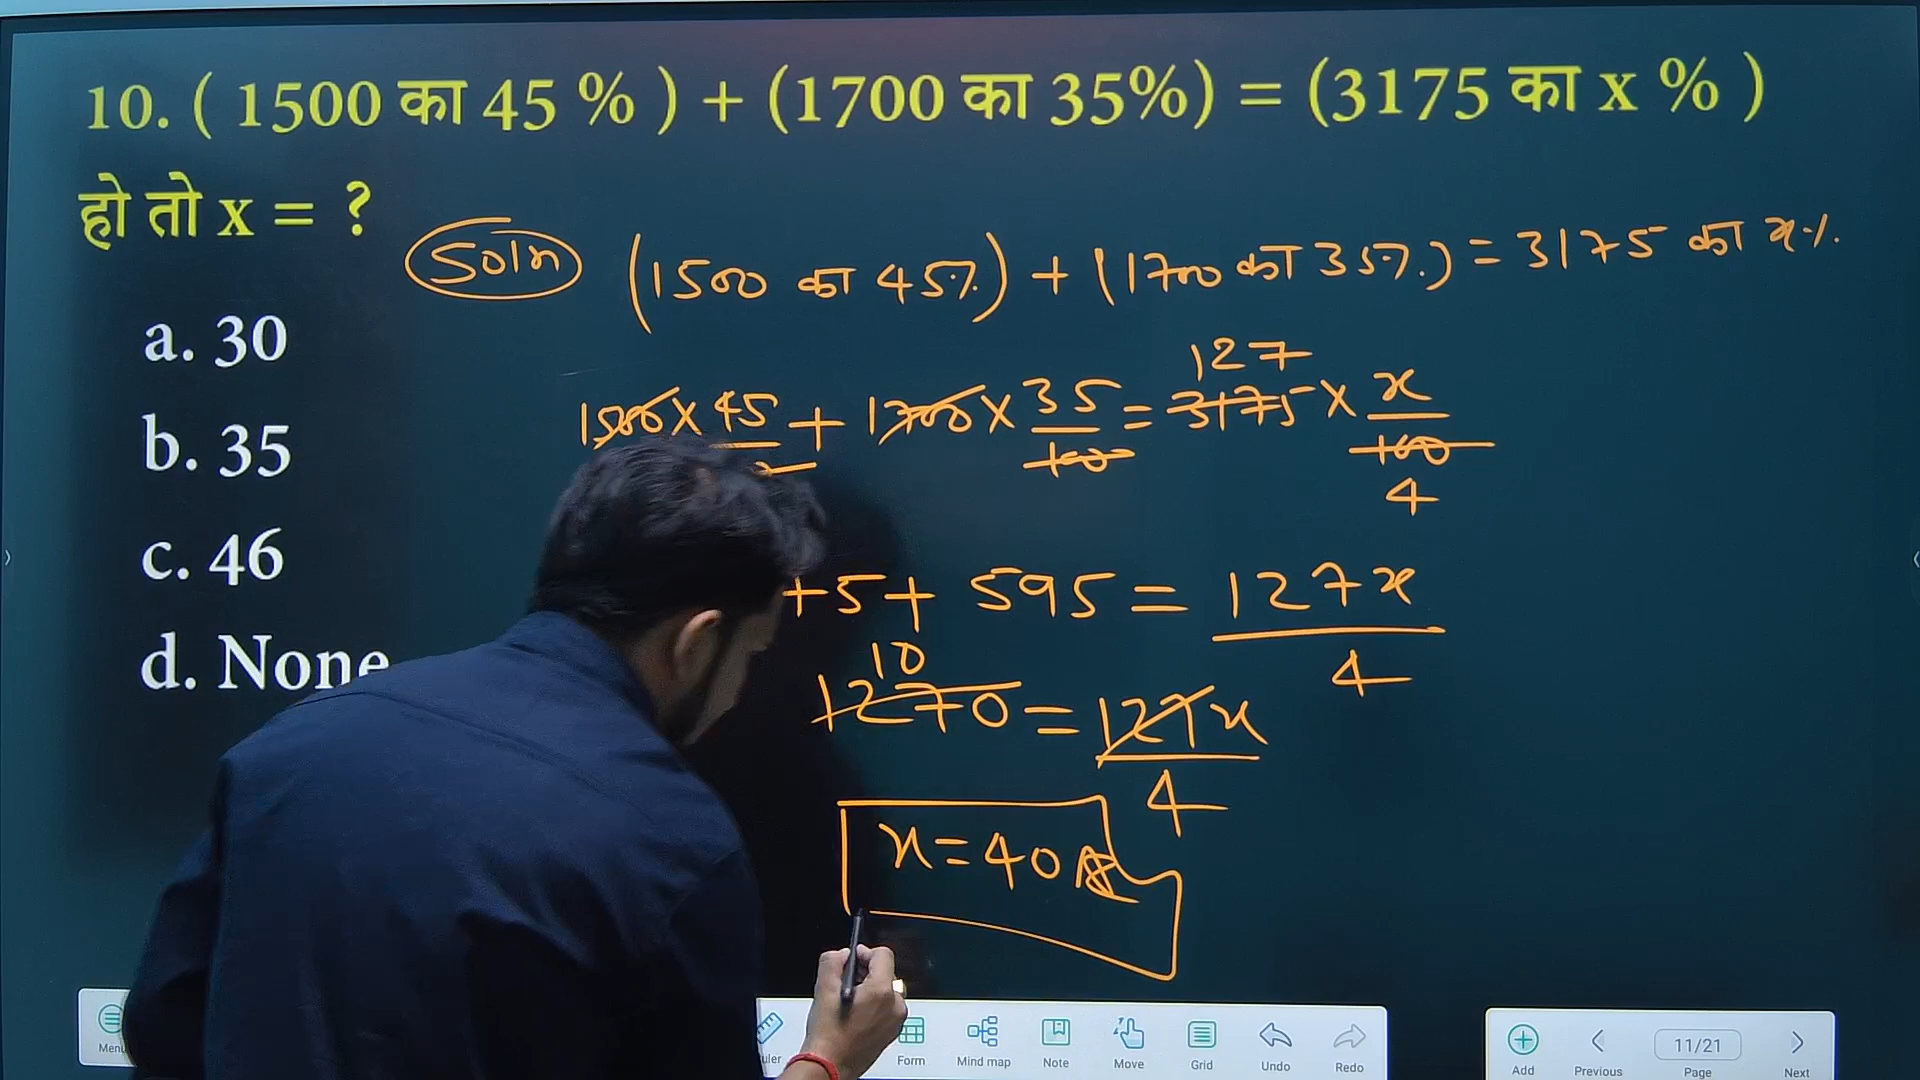 10. ( 1500 का 45 % ) + (1700 का 35%) = (3175 का x % )
हो तो x = ?
Soln (1500 का 45%) + (1700 का 35%.) = 3175 का x%.
a. 30
b. 35
c. 46
d. None
127
1500 × 45 + 1700 × 35 = 3175 × x
100 100
4
5 + 595 = 127x
4
10
1270 = 127x
4
x = 40
Menu
Form
Mind map
Note
Move
Grid
Undo
Redo
Add
Previous
11/21
Page
Next